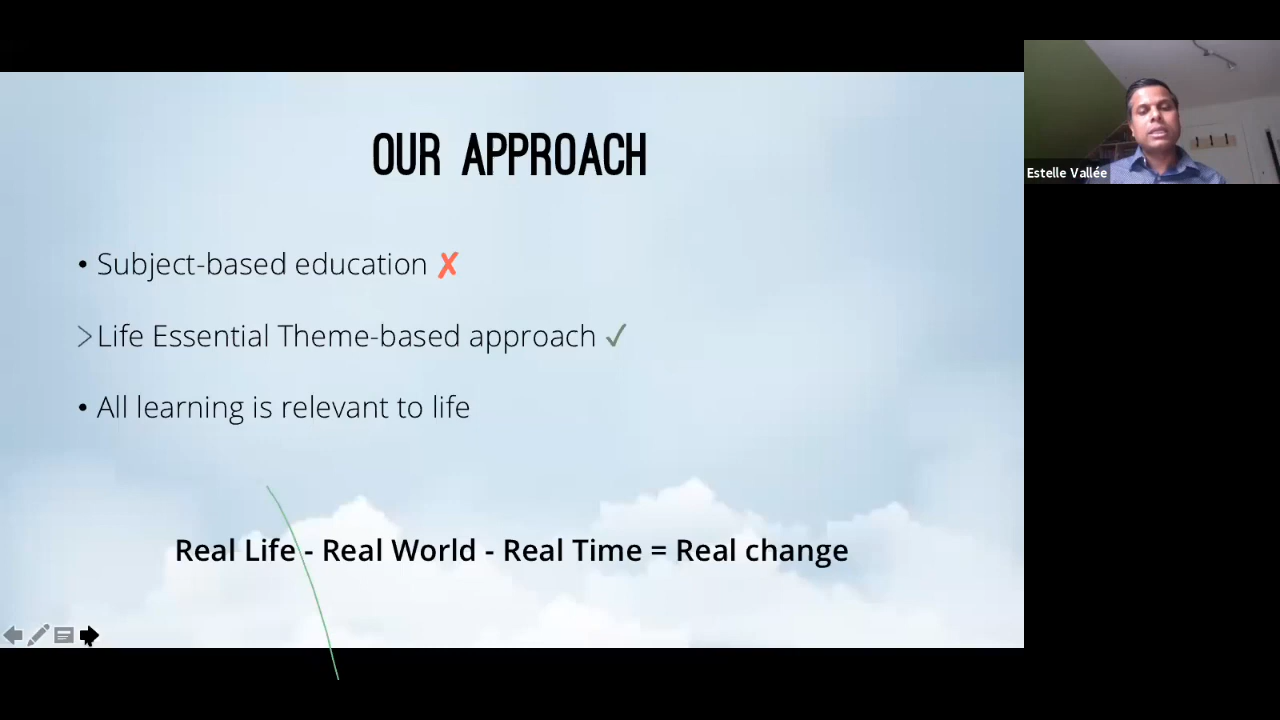 OUR APPROACH
• Subject-based education ✗
> Life Essential Theme-based approach ✓
• All learning is relevant to life
Real Life - Real World - Real Time = Real change
Estelle Vallée